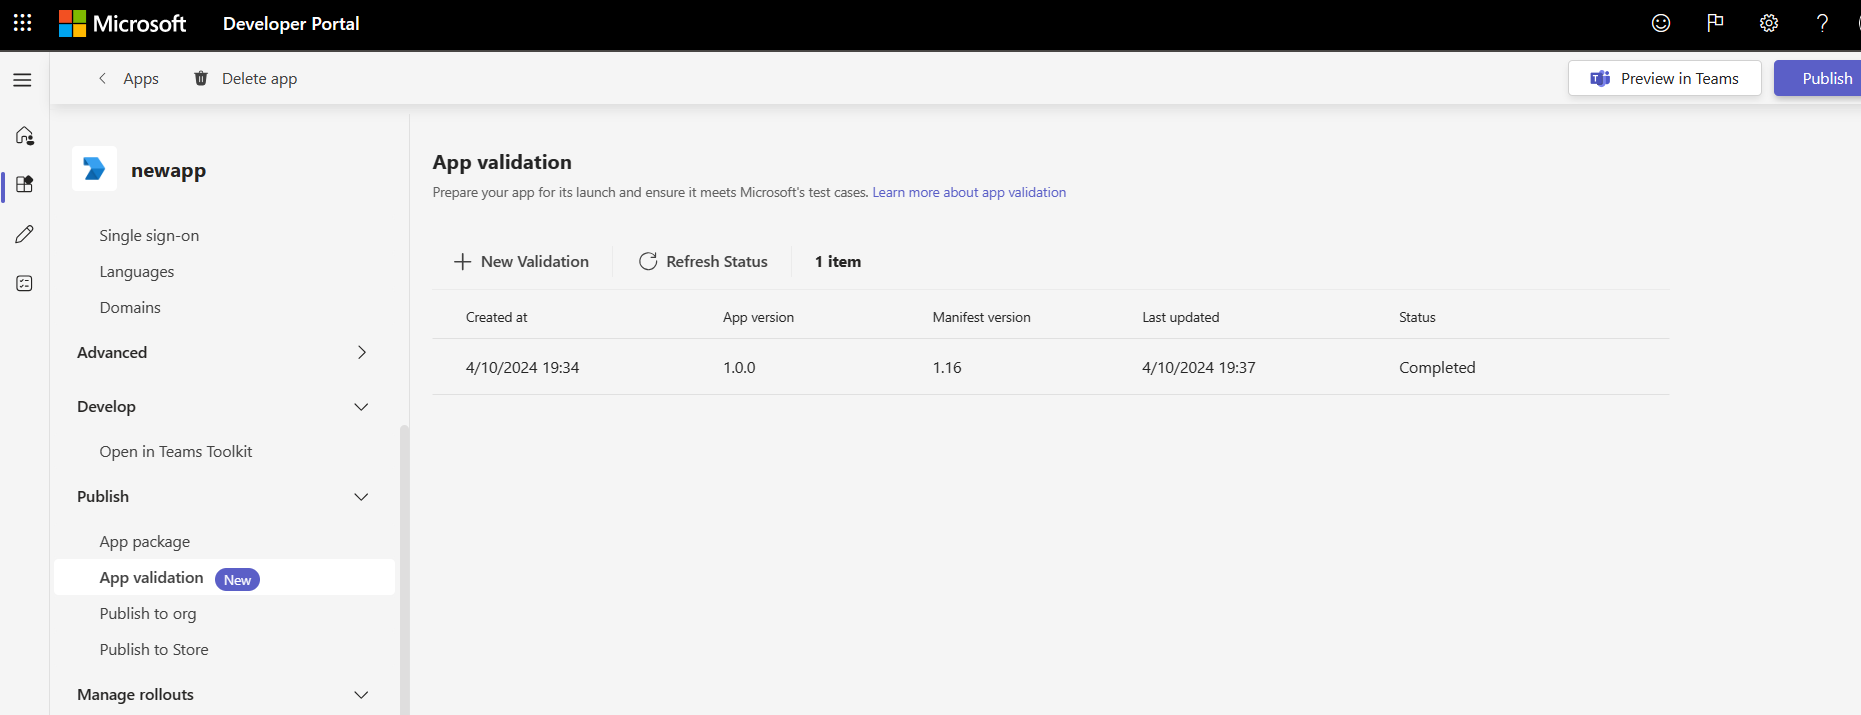 Microsoft Developer Portal
Apps Delete app Preview in Teams Publish
newapp
Single sign-on
Languages
Domains
Advanced
Develop
Open in Teams Toolkit
Publish
App package
App validation New
Publish to org
Publish to Store
Manage rollouts
App validation
Prepare your app for its launch and ensure it meets Microsoft's test cases. Learn more about app validation
New Validation Refresh Status 1 item
Created at App version Manifest version Last updated Status
4/10/2024 19:34 1.0.0 1.16 4/10/2024 19:37 Completed